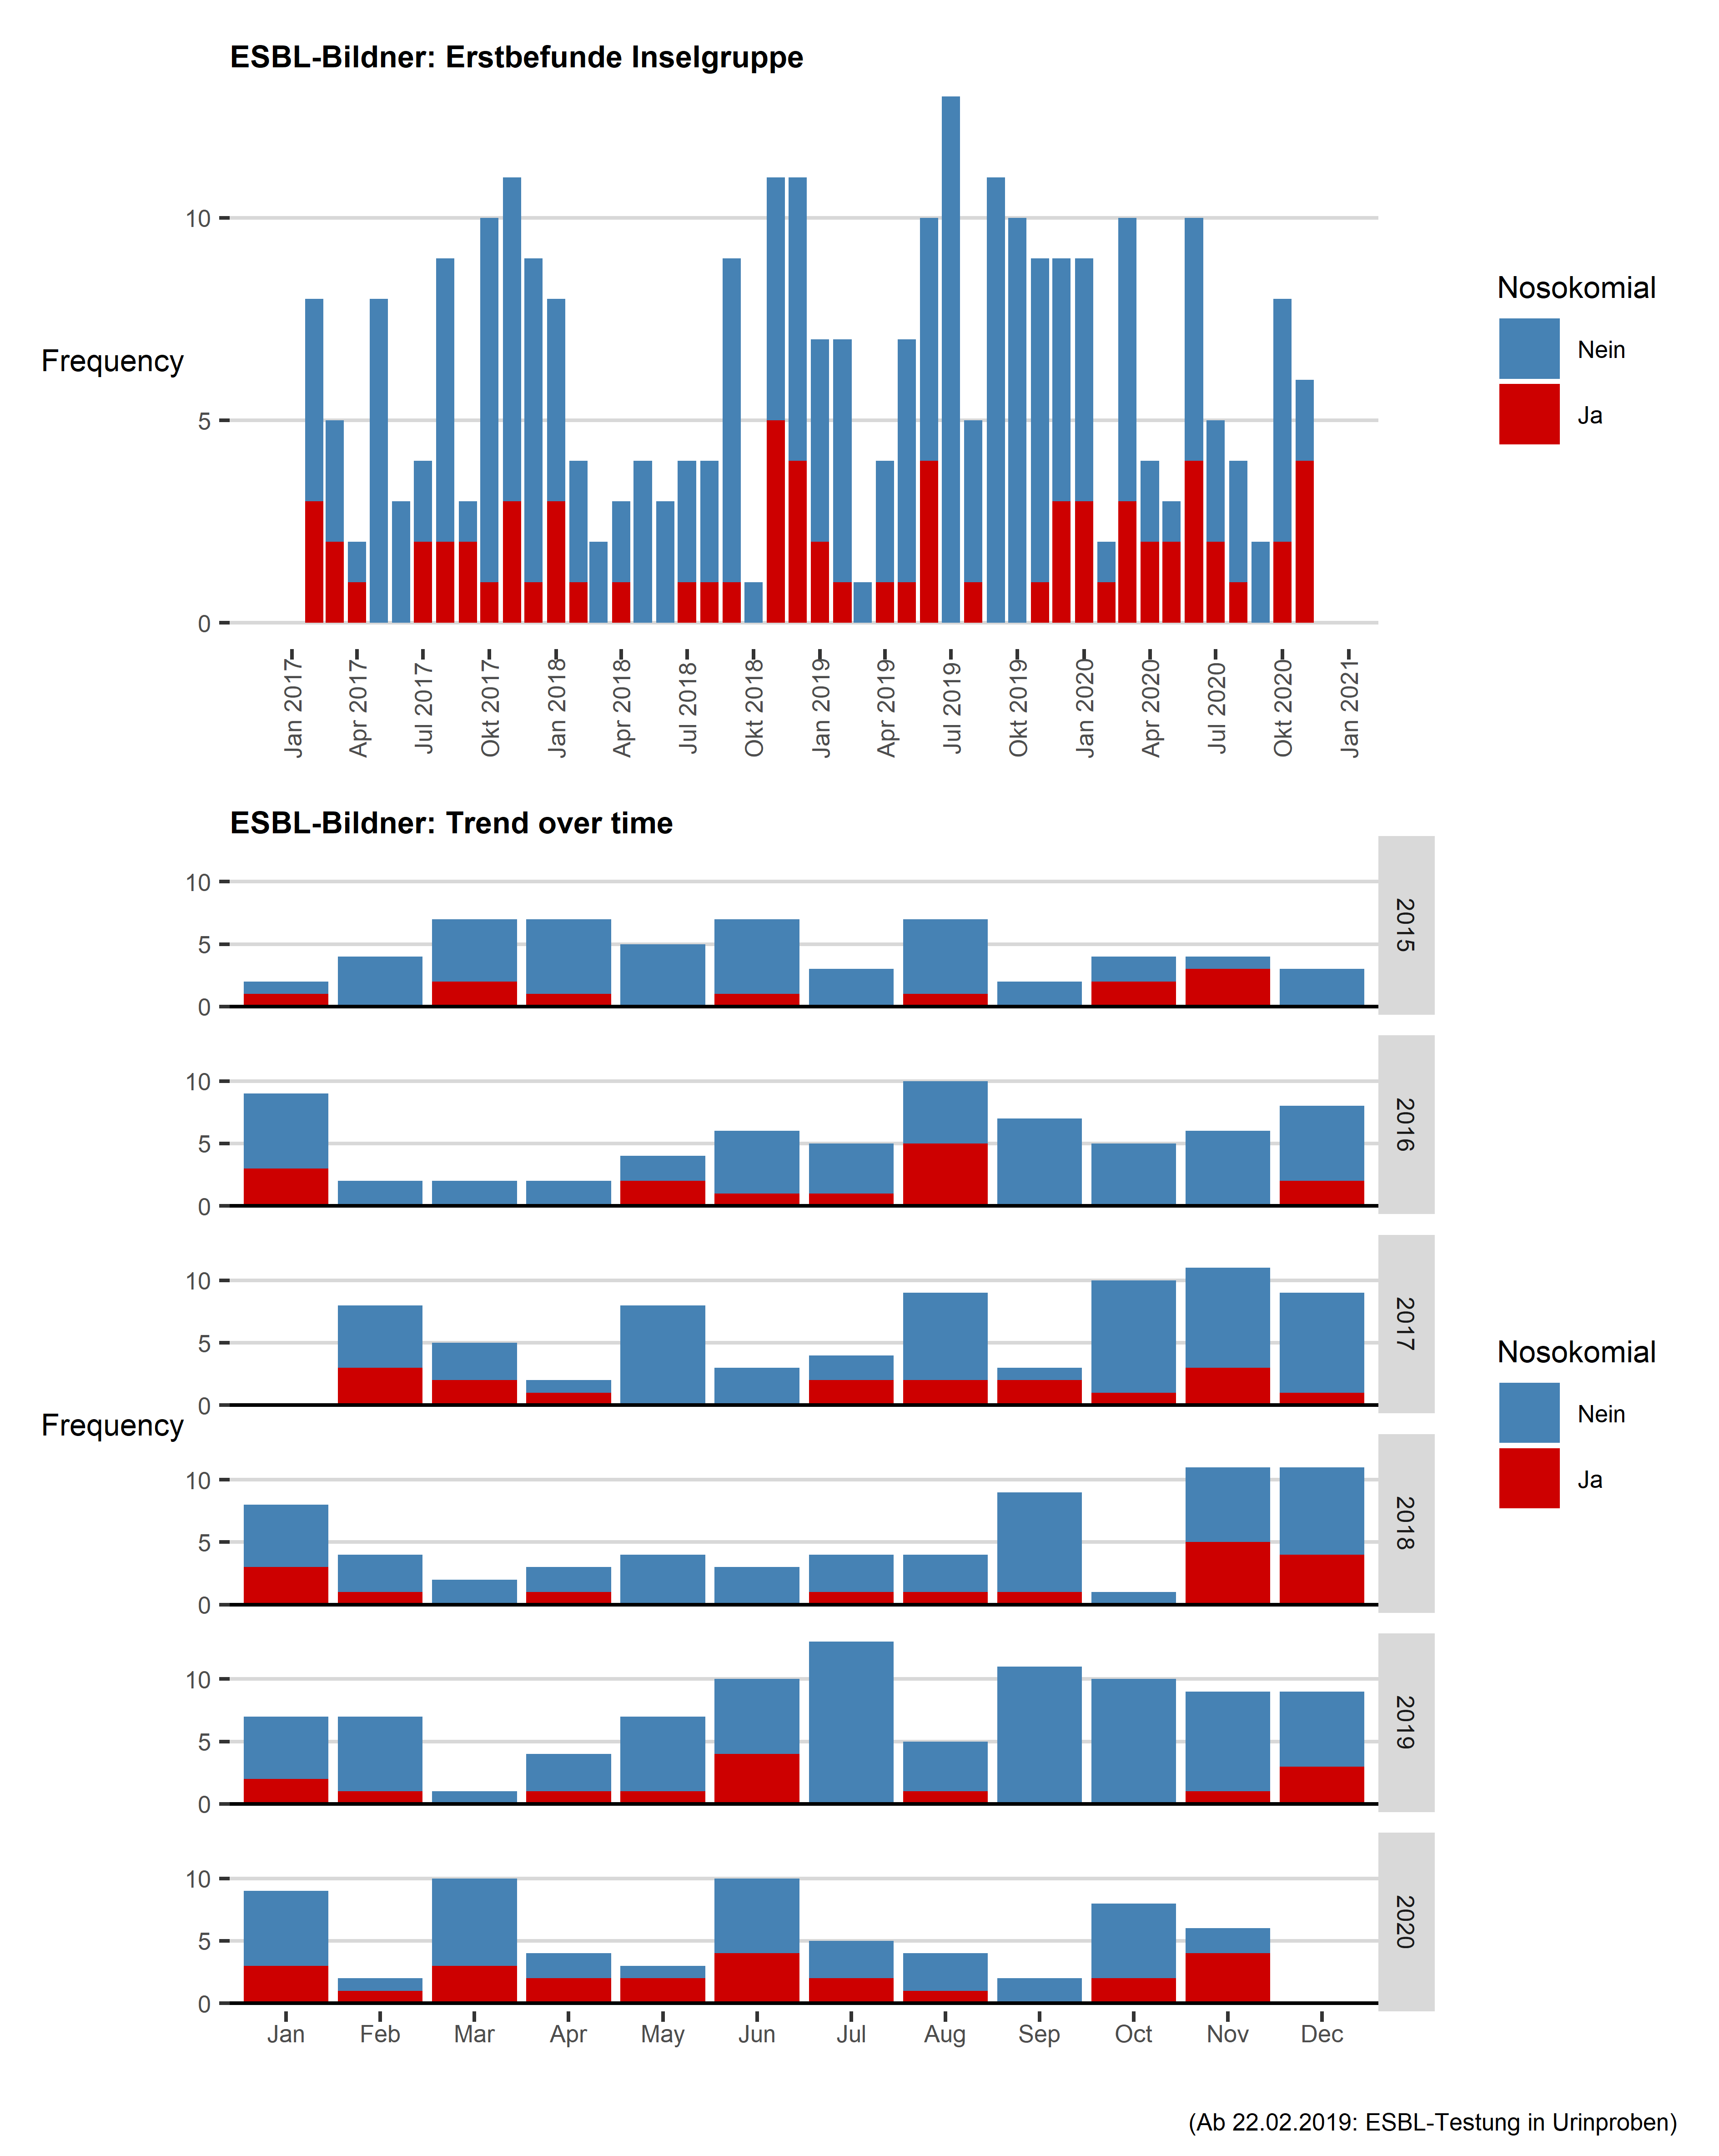 ESBL-Bildner: Erstbefunde Inselgruppe
10
5
0
Frequency
Jan 2017
Apr 2017
Jul 2017
Okt 2017
Jan 2018
Apr 2018
Jul 2018
Okt 2018
Jan 2019
Apr 2019
Jul 2019
Okt 2019
Jan 2020
Apr 2020
Jul 2020
Okt 2020
Jan 2021
Nosokomial
Nein
Ja
ESBL-Bildner: Trend over time
10
5
0
2015
10
5
0
2016
10
5
0
2017
Frequency
10
5
0
2018
10
5
0
2019
10
5
0
2020
Jan Feb Mar Apr May Jun Jul Aug Sep Oct Nov Dec
Nosokomial
Nein
Ja
(Ab 22.02.2019: ESBL-Testung in Urinproben)